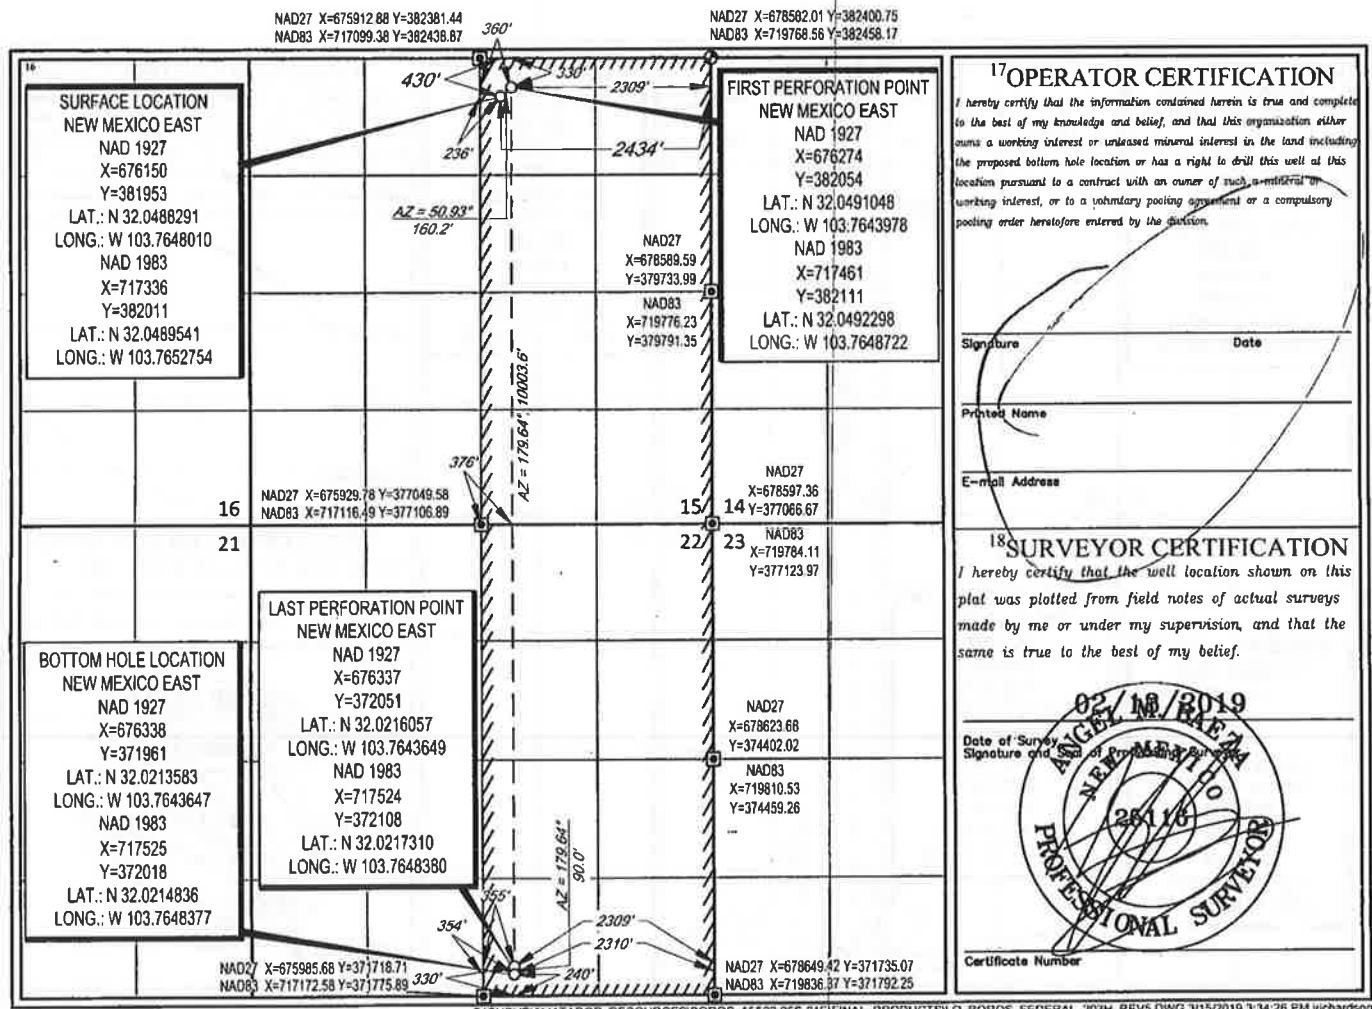 NAD27 X=675912.88 Y=382381.44
NAD83 X=717099.38 Y=382438.87
360'
NAD27 X=678582.01 Y=382400.75
NAD83 X=719768.56 Y=382458.17
16
430'
330'
2309'
236'
2434'
SURFACE LOCATION
NEW MEXICO EAST
NAD 1927
X=676150
Y=381953
LAT.: N 32.0488291
LONG.: W 103.7648010
NAD 1983
X=717336
Y=382011
LAT.: N 32.0489541
LONG.: W 103.7652754
AZ = 50.93°
160.2'
FIRST PERFORATION POINT
NEW MEXICO EAST
NAD 1927
X=676274
Y=382054
LAT.: N 32.0491048
LONG.: W 103.7643978
NAD 1983
X=717461
Y=382111
LAT.: N 32.0492298
LONG.: W 103.7648722
NAD27
X=678589.59
Y=379733.99
NAD83
X=719776.23
Y=379791.35
AZ = 179.64°, 10003.6'
376'
NAD27 X=675929.78 Y=377049.58
NAD83 X=717116.49 Y=377106.89
16
21
15
14
22
23
NAD27
X=678597.36
Y=377066.67
NAD83
X=719784.11
Y=377123.97
LAST PERFORATION POINT
NEW MEXICO EAST
NAD 1927
X=676337
Y=372051
LAT.: N 32.0216057
LONG.: W 103.7643649
NAD 1983
X=717524
Y=372108
LAT.: N 32.0217310
LONG.: W 103.7648380
BOTTOM HOLE LOCATION
NEW MEXICO EAST
NAD 1927
X=676338
Y=371961
LAT.: N 32.0213583
LONG.: W 103.7643647
NAD 1983
X=717525
Y=372018
LAT.: N 32.0214836
LONG.: W 103.7648377
NAD27
X=678623.68
Y=374402.02
NAD83
X=719810.53
Y=374459.26
AZ = 179.64°
90.0'
355'
354'
2309'
2310'
330'
240'
NAD27 X=675985.68 Y=371718.71
NAD83 X=717172.58 Y=371775.89
NAD27 X=678649.42 Y=371735.07
NAD83 X=719836.37 Y=371792.25
17 OPERATOR CERTIFICATION
I hereby certify that the information contained herein is true and complete
to the best of my knowledge and belief, and that this organization either
owns a working interest or unleased mineral interest in the land including
the proposed bottom hole location or has a right to drill this well at this
location pursuant to a contract with an owner of such a mineral or
working interest, or to a voluntary pooling agreement or a compulsory
pooling order heretofore entered by the division.
Signature Date
Printed Name
E-mail Address
18 SURVEYOR CERTIFICATION
I hereby certify that the well location shown on this
plat was plotted from field notes of actual surveys
made by me or under my supervision, and that the
same is true to the best of my belief.
Date of Survey
Signature and Seal of Professional Surveyor
ANGEL M. BAEZA
NEW MEXICO
25116
PROFESSIONAL SURVEYOR
Certificate Number